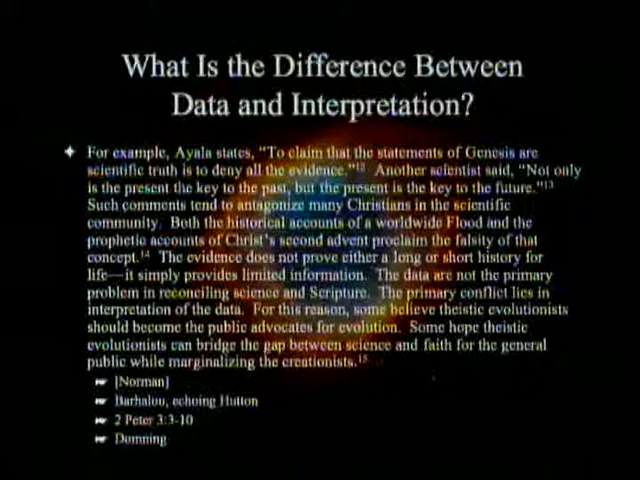 What Is the Difference Between
Data and Interpretation?
For example, Ayala states, “To claim that the statements of Genesis are
scientific truth is to deny all the evidence.”12 Another scientist said, “Not only
is the present the key to the past, but the present is the key to the future.”13
Such comments tend to antagonize many Christians in the scientific
community. Both the historical accounts of a worldwide Flood and the
prophetic accounts of Christ's second advent proclaim the falsity of that
concept.14 The evidence does not prove either a long or short history for
life—it simply provides limited information. The data are not the primary
problem in reconciling science and Scripture. The primary conflict lies in
interpretation of the data. For this reason, some believe theistic evolutionists
should become the public advocates for evolution. Some hope theistic
evolutionists can bridge the gap between science and faith for the general
public while marginalizing the creationists.15
[Norman]
echoing Hutton
2 Peter 3:3-10
Domning